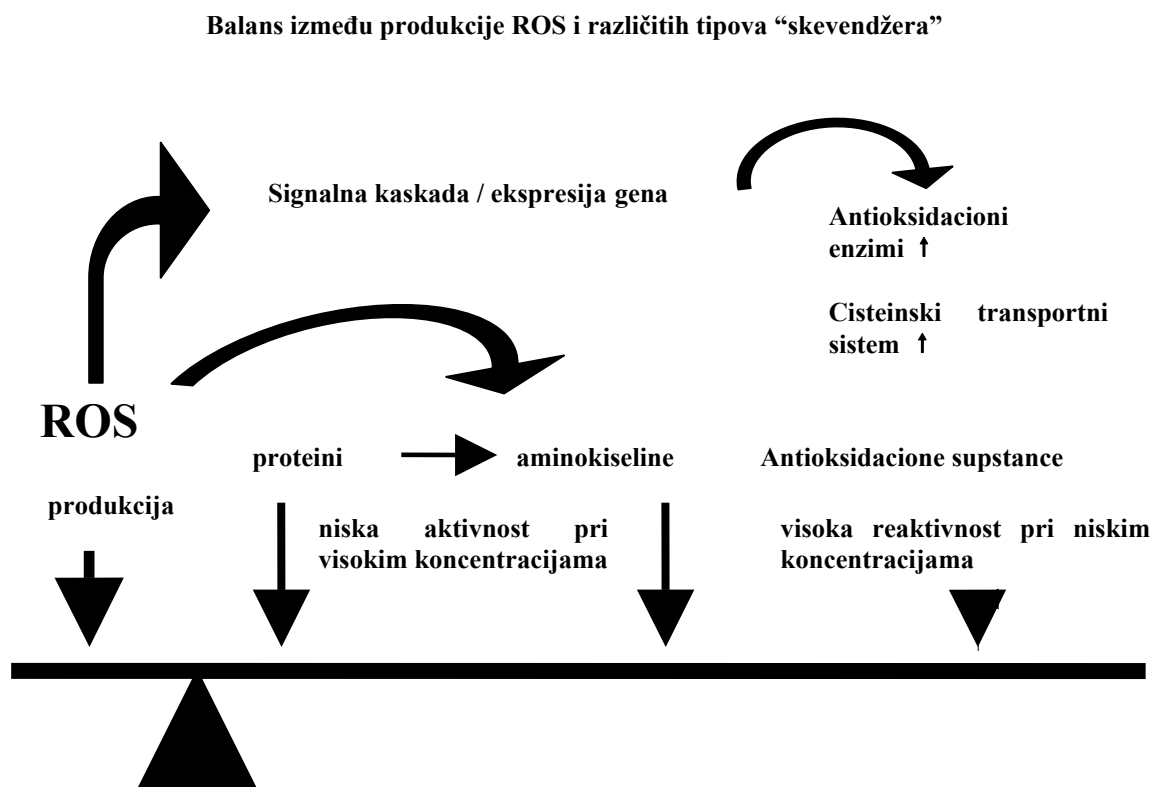 Balans između produkcije ROS i različitih tipova “skevendžera”
Signalna kaskada / ekspresija gena
Antioksidacioni
enzimi ↑
Cisteinski transportni
sistem ↑
ROS
proteini
aminokiseline
Antioksidacione supstance
produkcija
niska aktivnost pri
visokim koncentracijama
visoka reaktivnost pri niskim
koncentracijama